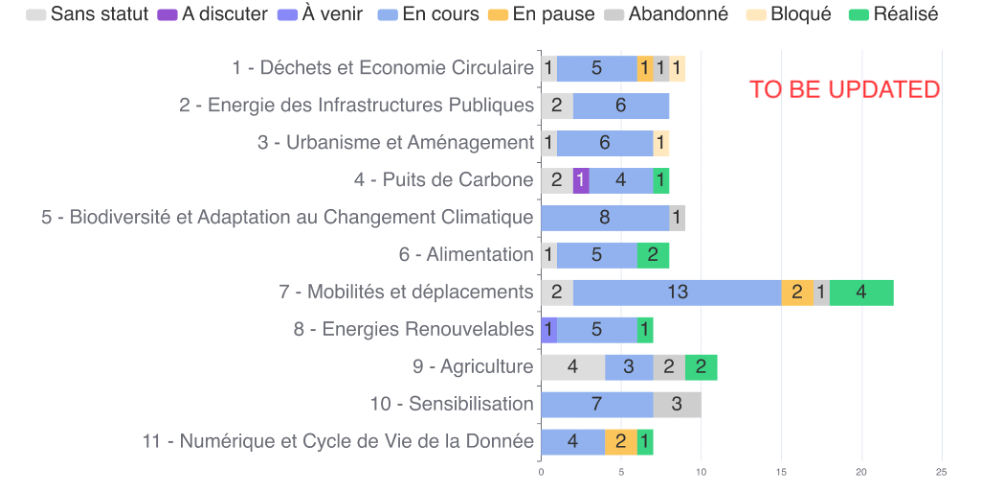 Sans statut A discuter À venir En cours En pause Abandonné Bloqué Réalisé
TO BE UPDATED
1 - Déchets et Economie Circulaire 1 5 1 1 1
2 - Energie des Infrastructures Publiques 2 6
3 - Urbanisme et Aménagement 1 6 1
4 - Puits de Carbone 2 1 4 1
5 - Biodiversité et Adaptation au Changement Climatique 8 1
6 - Alimentation 1 5 2
7 - Mobilités et déplacements 2 13 2 1 4
8 - Energies Renouvelables 1 5 1
9 - Agriculture 4 3 2 2
10 - Sensibilisation 7 3
11 - Numérique et Cycle de Vie de la Donnée 4 2 1
0 5 10 15 20 25